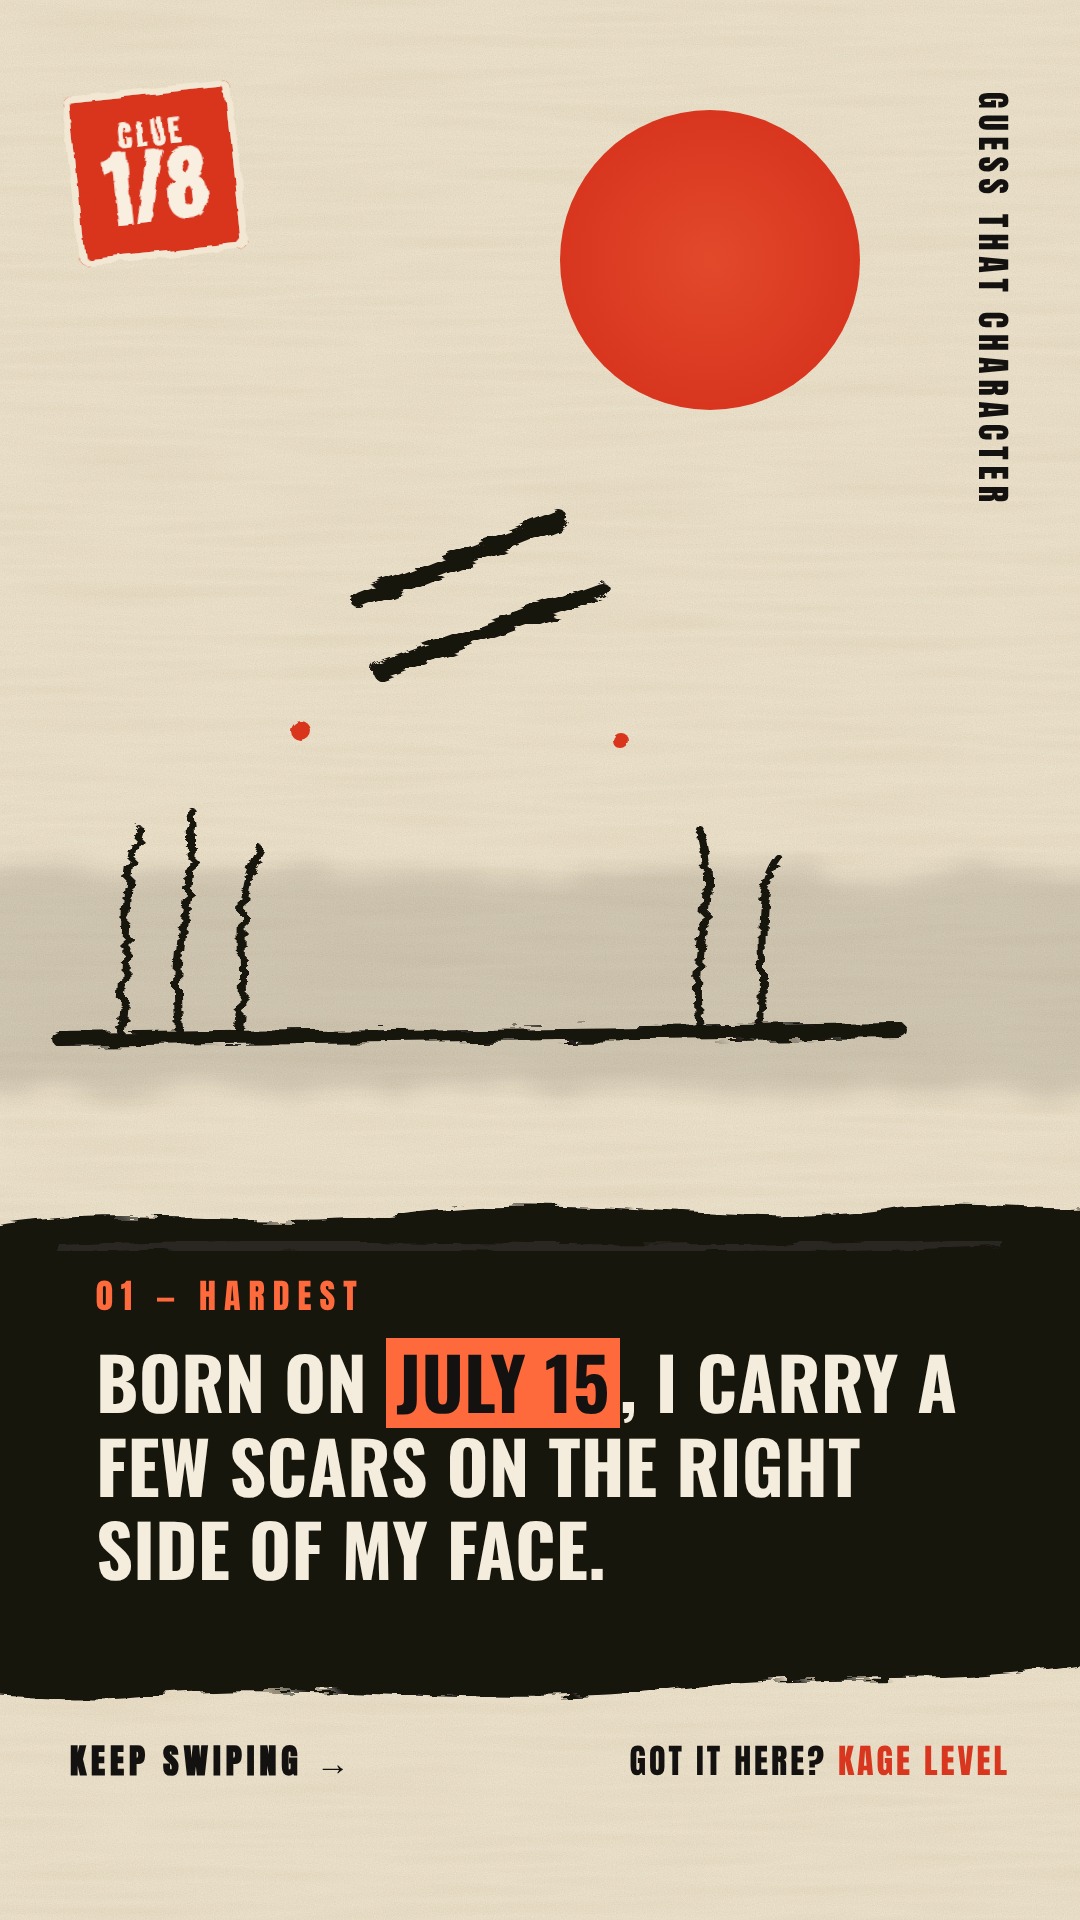 CLUE
1/8
GUESS THAT CHARACTER
01 – HARDEST
BORN ON JULY 15, I CARRY A
FEW SCARS ON THE RIGHT
SIDE OF MY FACE.
KEEP SWIPING →
GOT IT HERE? KAGE LEVEL